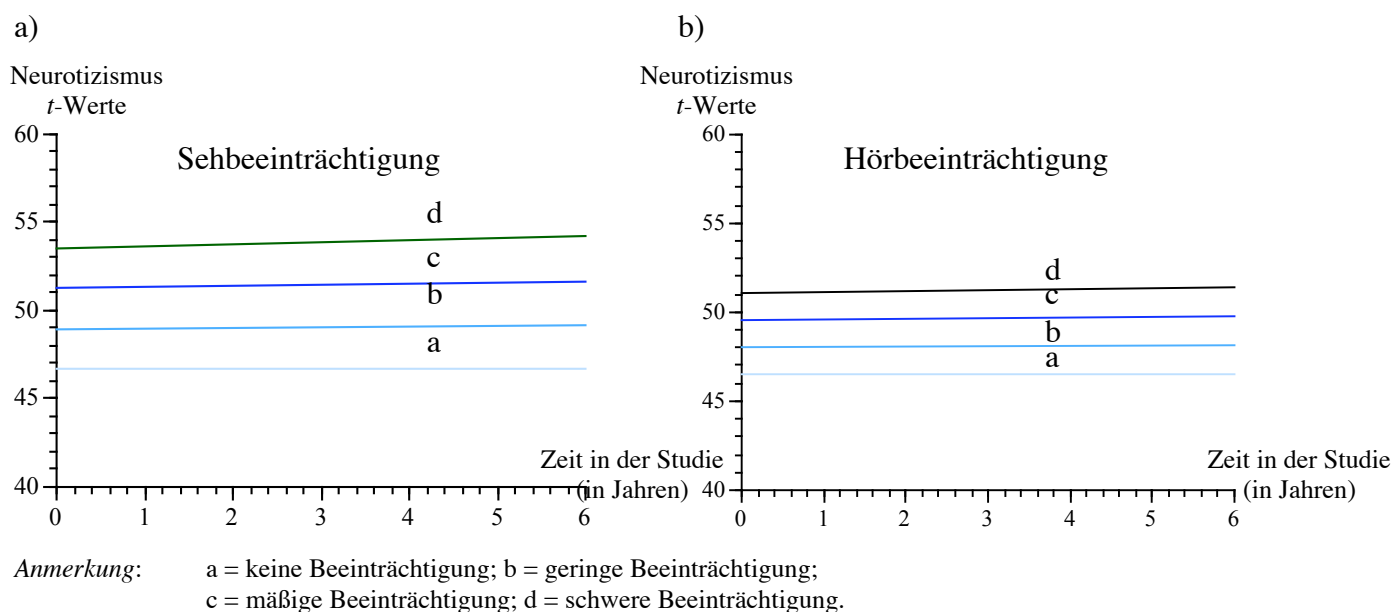 a)
Neurotizismus
t-Werte
60
55
50
45
40
Sehbeeinträchtigung
d
c
b
a
Zeit in der Studie
(in Jahren)
0 1 2 3 4 5 6
b)
Neurotizismus
t-Werte
60
55
50
45
40
Hörbeeinträchtigung
d
c
b
a
Zeit in der Studie
(in Jahren)
0 1 2 3 4 5 6
Anmerkung: a = keine Beeinträchtigung; b = geringe Beeinträchtigung;
c = mäßige Beeinträchtigung; d = schwere Beeinträchtigung.